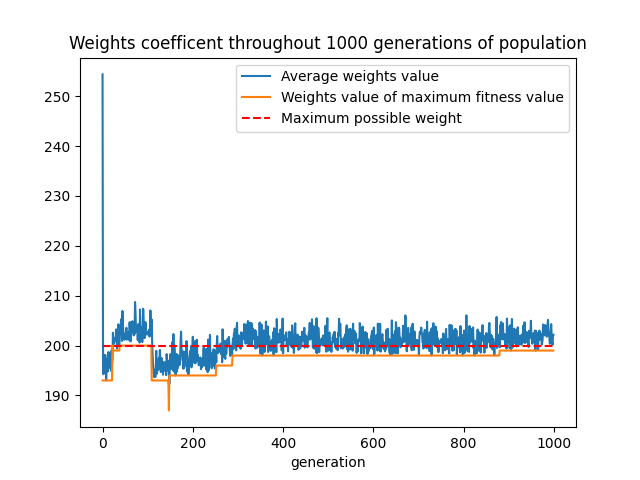 Weights coefficent throughout 1000 generations of population
Average weights value
Weights value of maximum fitness value
Maximum possible weight
250
240
230
220
210
200
190
0 200 400 600 800 1000
generation